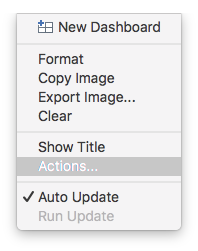 New Dashboard
Format
Copy Image
Export Image...
Clear
Show Title
Actions...
Auto Update
Run Update